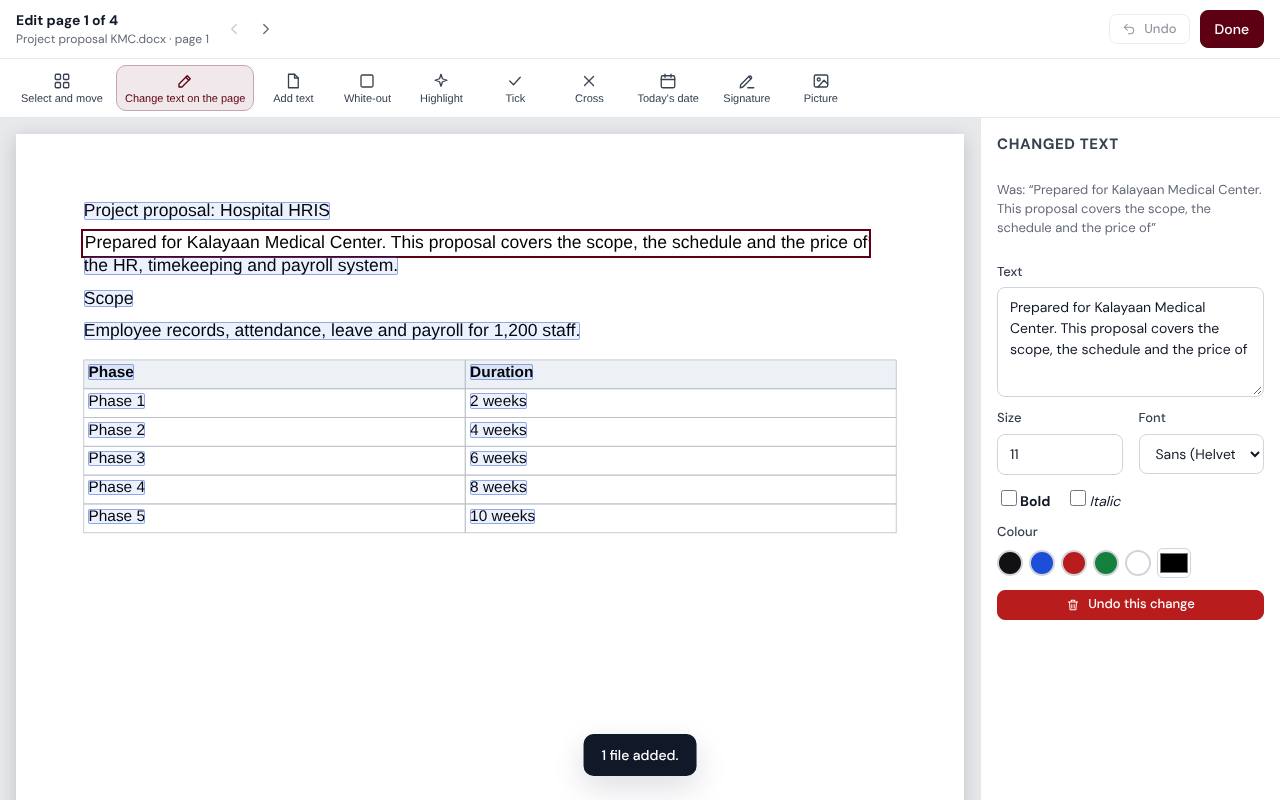 Edit page 1 of 4
Project proposal KMC.docx · page 1
Undo
Done
Select and move
Change text on the page
Add text
White-out
Highlight
Tick
Cross
Today's date
Signature
Picture
Project proposal: Hospital HRIS
Prepared for Kalayaan Medical Center. This proposal covers the scope, the schedule and the price of
the HR, timekeeping and payroll system.
Scope
Employee records, attendance, leave and payroll for 1,200 staff.
Phase Duration
Phase 1 2 weeks
Phase 2 4 weeks
Phase 3 6 weeks
Phase 4 8 weeks
Phase 5 10 weeks
1 file added.
CHANGED TEXT
Was: “Prepared for Kalayaan Medical Center.
This proposal covers the scope, the
schedule and the price of”
Text
Prepared for Kalayaan Medical
Center. This proposal covers the
scope, the schedule and the price of
Size Font
11 Sans (Helvet
Bold Italic
Colour
Undo this change